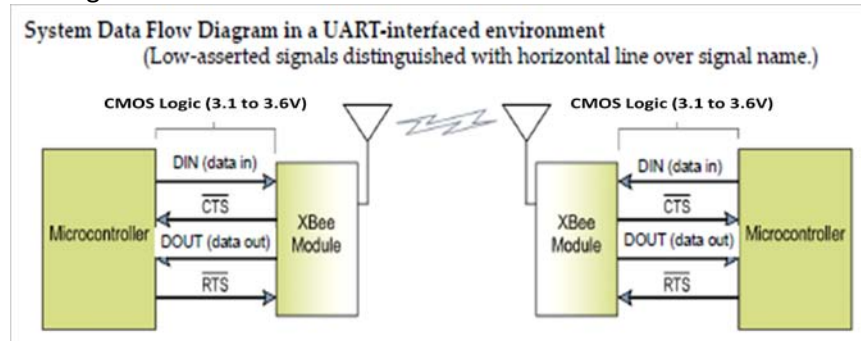 System Data Flow Diagram in a UART-interfaced environment
(Low-asserted signals distinguished with horizontal line over signal name.)
CMOS Logic (3.1 to 3.6V)
CMOS Logic (3.1 to 3.6V)
DIN (data in)
CTS
DOUT (data out)
RTS
Microcontroller
XBee
Module
XBee
Module
DIN (data in)
CTS
DOUT (data out)
RTS
Microcontroller